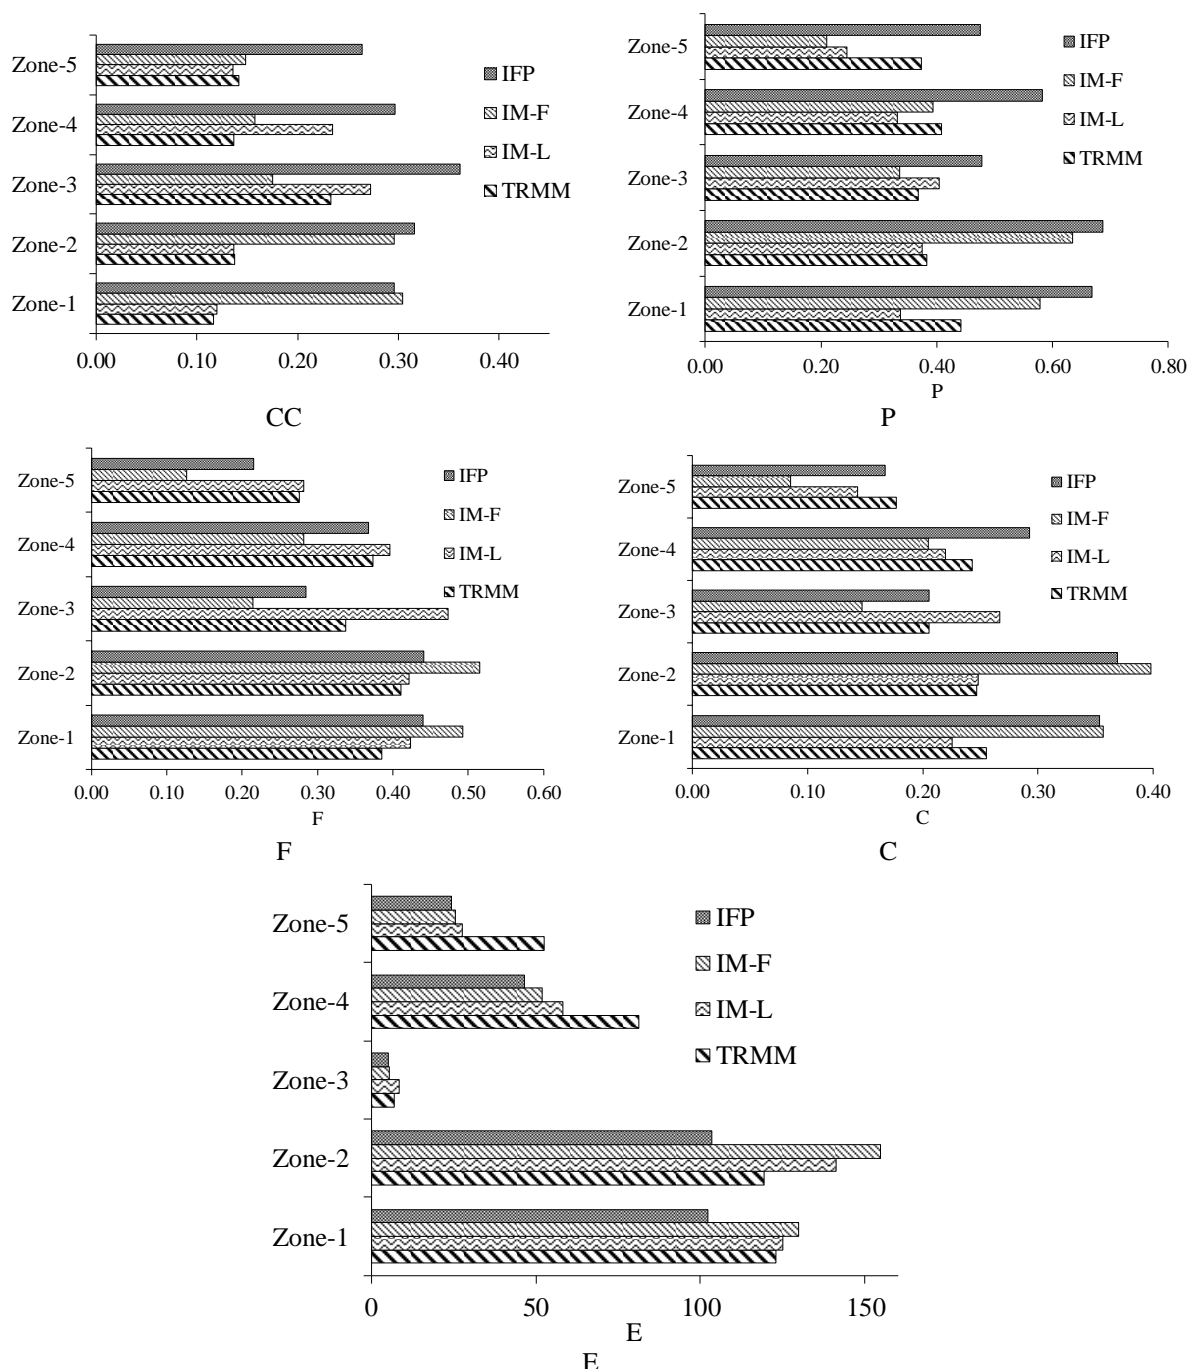 Zone-5
Zone-4
Zone-3
Zone-2
Zone-1
0.00 0.10 0.20 0.30 0.40
IFP
IM-F
IM-L
TRMM
CC
Zone-5
Zone-4
Zone-3
Zone-2
Zone-1
0.00 0.20 0.40 0.60 0.80
P
IFP
IM-F
IM-L
TRMM
P
Zone-5
Zone-4
Zone-3
Zone-2
Zone-1
0.00 0.10 0.20 0.30 0.40 0.50 0.60
F
IFP
IM-F
IM-L
TRMM
F
Zone-5
Zone-4
Zone-3
Zone-2
Zone-1
0.00 0.10 0.20 0.30 0.40
C
IFP
IM-F
IM-L
TRMM
C
Zone-5
Zone-4
Zone-3
Zone-2
Zone-1
0 50 100 150
E
IFP
IM-F
IM-L
TRMM
E